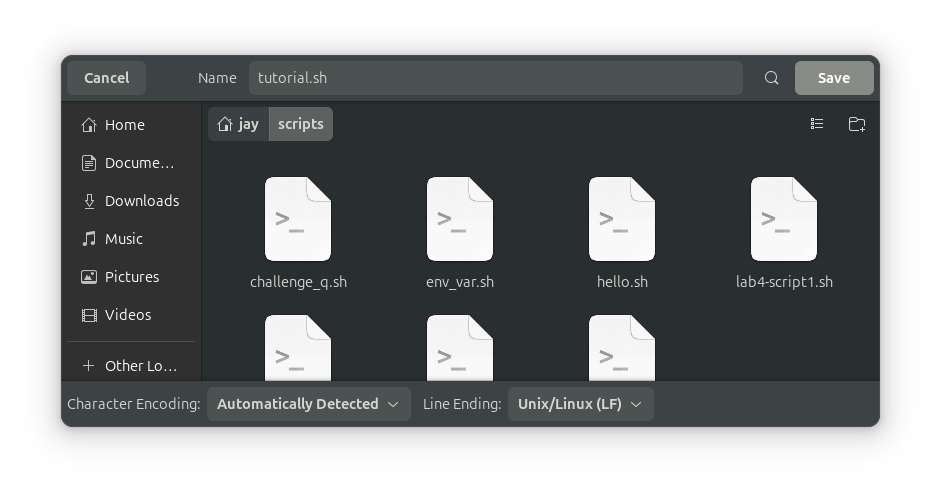 Cancel
Name
tutorial.sh
Save
Home
Docume...
Downloads
Music
Pictures
Videos
Other Lo...
jay
scripts
>_
>_
>_
>_
challenge_q.sh
env_var.sh
hello.sh
lab4-script1.sh
>_
>_
>_
Character Encoding:
Automatically Detected
Line Ending:
Unix/Linux (LF)